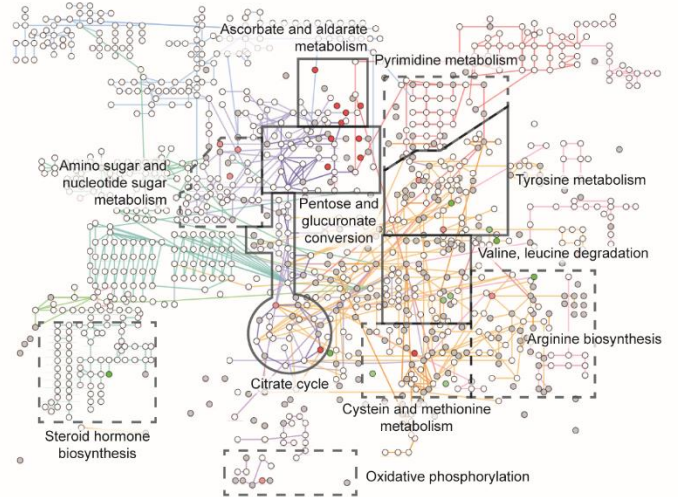 Ascorbate and aldarate
metabolism
Pyrimidine metabolism
Amino sugar and
nucleotide sugar
metabolism
Tyrosine metabolism
Pentose and
glucuronate
conversion
Valine, leucine degradation
Arginine biosynthesis
Citrate cycle
Cystein and methionine
metabolism
Steroid hormone
biosynthesis
Oxidative phosphorylation